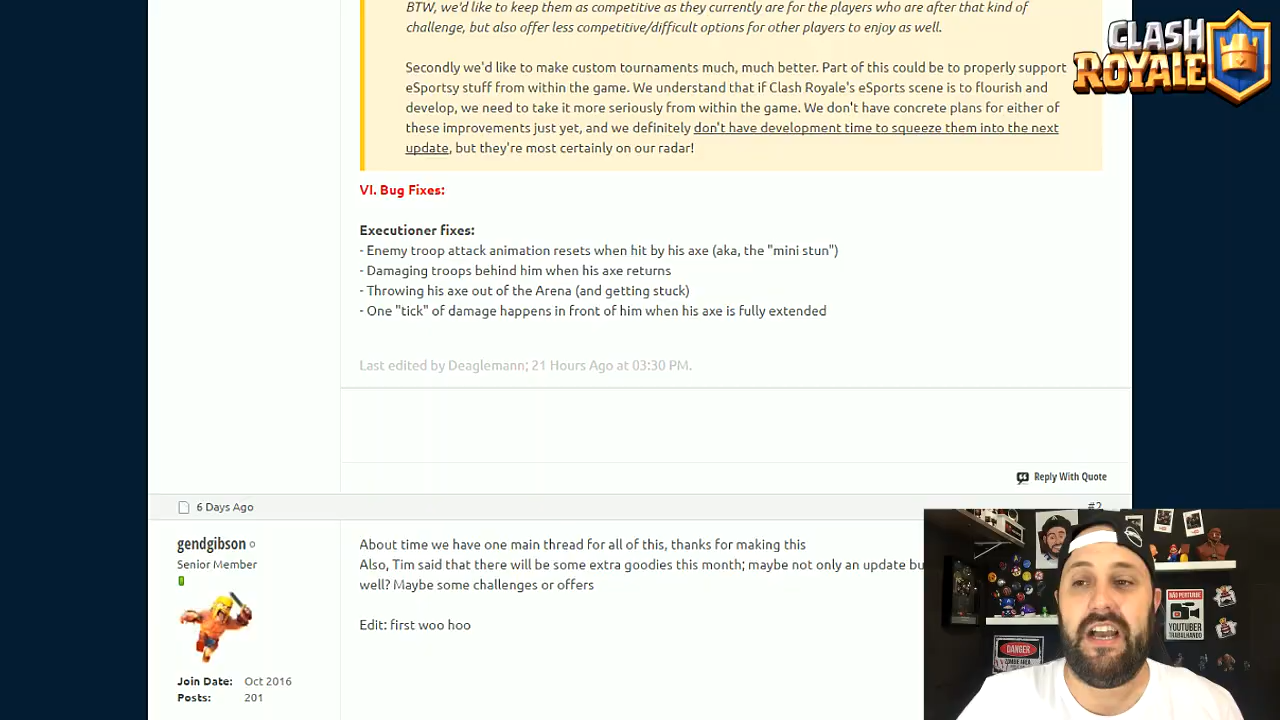 BTW, we'd like to keep them as competitive as they currently are for the players who are after that kind of
challenge, but also offer less competitive/difficult options for other players to enjoy as well.
Secondly we'd like to make custom tournaments much, much better. Part of this could be to properly support
eSportsy stuff from within the game. We understand that if Clash Royale's eSports scene is to flourish and
develop, we need to take it more seriously from within the game. We don't have concrete plans for either of
these improvements just yet, and we definitely don't have development time to squeeze them into the next
update, but they're most certainly on our radar!
CLASH
ROYALE
VI. Bug Fixes:
Executioner fixes:
- Enemy troop attack animation resets when hit by his axe (aka, the "mini stun")
- Damaging troops behind him when his axe returns
- Throwing his axe out of the Arena (and getting stuck)
- One "tick" of damage happens in front of him when his axe is fully extended
Last edited by Deaglemann; 21 Hours Ago at 03:30 PM.
Reply With Quote
6 Days Ago
#2
gendgibson
Senior Member
Join Date: Oct 2016
Posts: 201
About time we have one main thread for all of this, thanks for making this
Also, Tim said that there will be some extra goodies this month; maybe not only an update
well? Maybe some challenges or offers
Edit: first woo hoo
NÃO PERTURBE
YOUTUBER
TRABALHANDO
DANGER